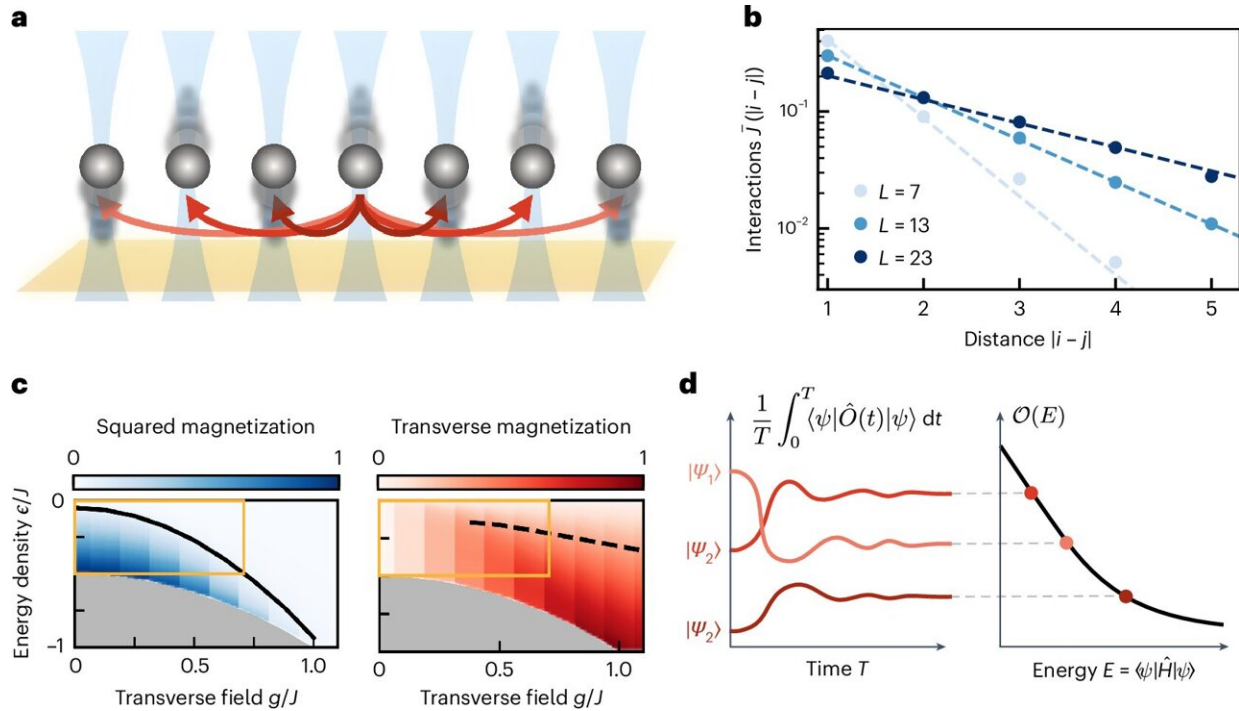 a
b
Interactions J̄ (|i – j|)
10⁻¹
10⁻²
L = 7
L = 13
L = 23
1 2 3 4 5
Distance |i – j|
c
Squared magnetization
0 1
Transverse magnetization
0 1
Energy density ϵ/J
0
–1
0 0.5 1.0
Transverse field g/J
0.5 1.0
Transverse field g/J
d
1/T ∫₀ᵀ ⟨ψ|Ô(t)|ψ⟩ dt
|Ψ₁⟩
|Ψ₂⟩
|Ψ₂⟩
Time T
𝒪(E)
Energy E = ⟨ψ|Ĥ|ψ⟩